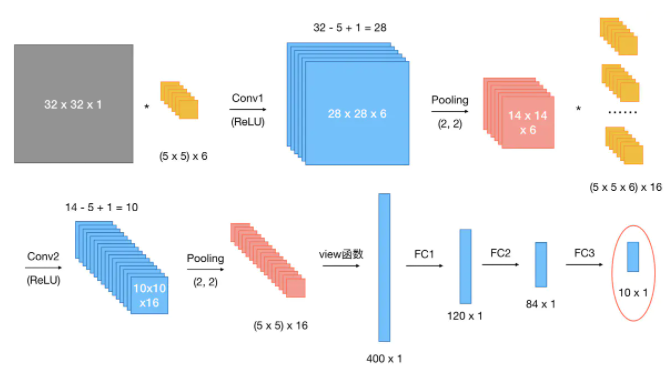 32 - 5 + 1 = 28
32 x 32 x 1
*
(5 x 5) x 6
Conv1
(ReLU)
28 x 28 x 6
Pooling
(2, 2)
14 x 14
x 6
*
······
(5 x 5 x 6) x 16
14 - 5 + 1 = 10
Conv2
(ReLU)
10x10
x16
Pooling
(2, 2)
(5 x 5) x 16
view函数
400 x 1
FC1
120 x 1
FC2
84 x 1
FC3
10 x 1